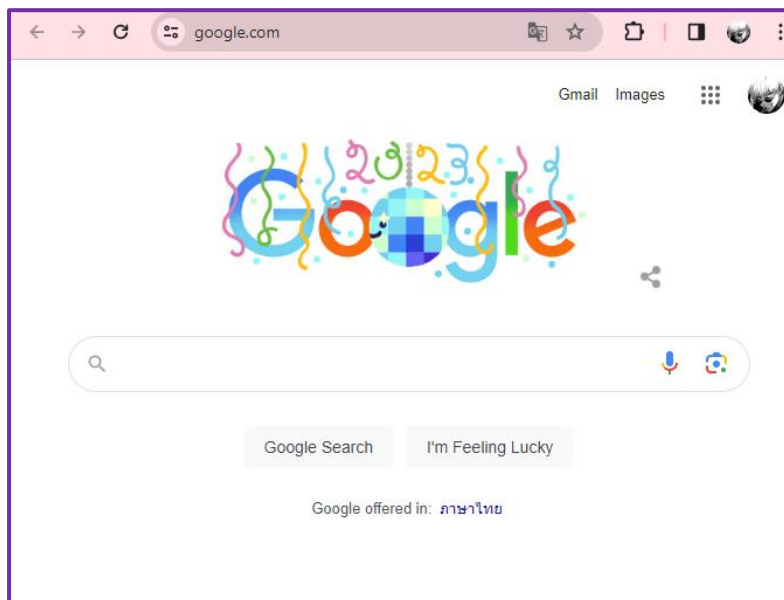 google.com
Gmail Images
2023
Google
Google Search I'm Feeling Lucky
Google offered in: ภาษาไทย